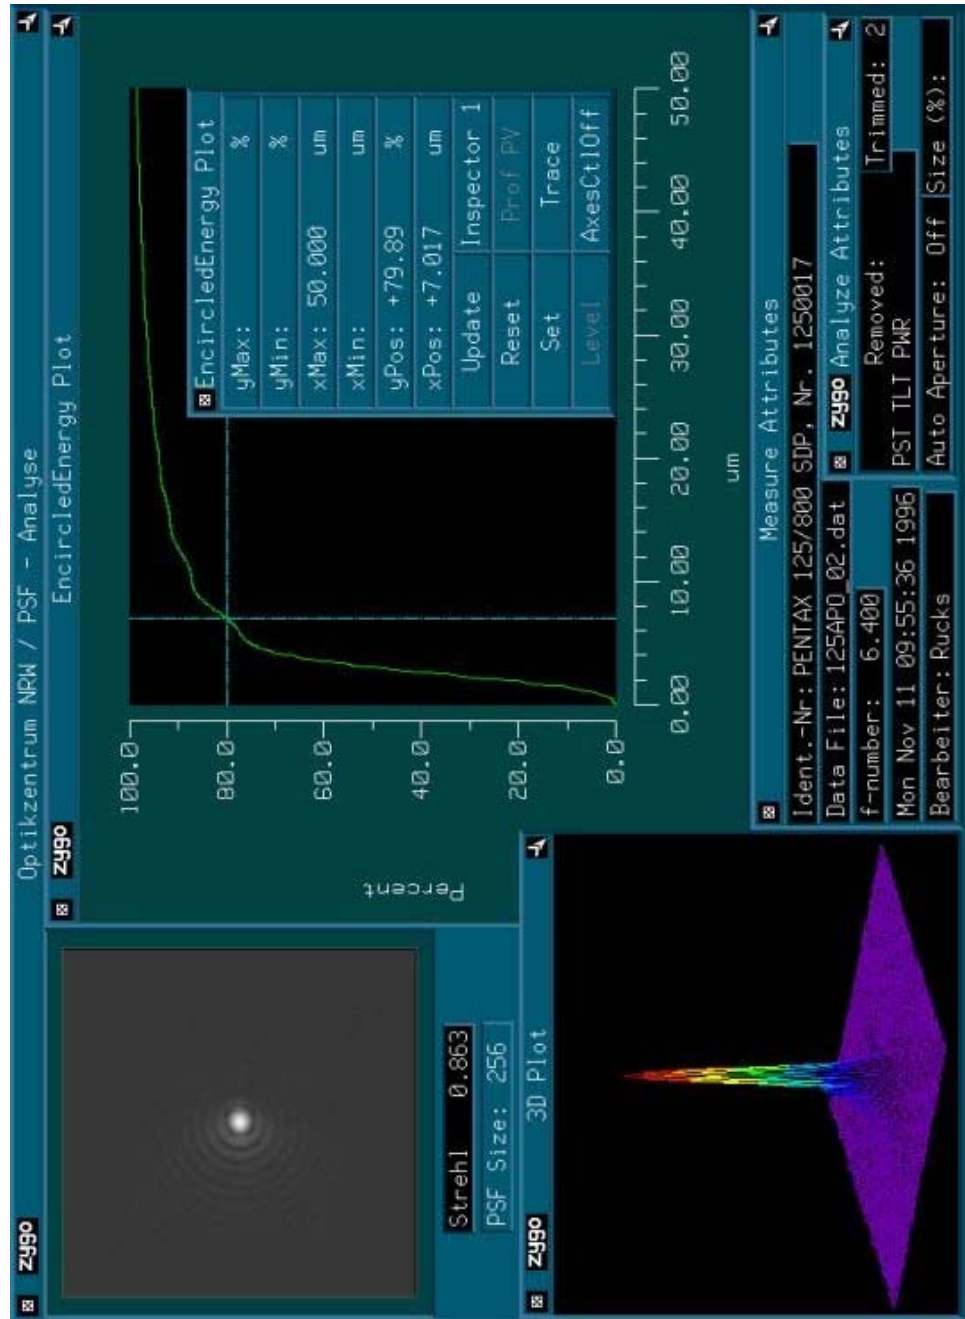 zygo Optikzentrum NRW / PSF - Analyse
Strehl 0.863
PSF Size: 256
zygo EncircledEnergy Plot
Percent
100.0
80.0
60.0
40.0
20.0
0.0
0.00 10.00 20.00 30.00 40.00 50.00
um
EncircledEnergy Plot
yMax: %
yMin: %
xMax: 50.000 um
xMin: um
yPos: +79.89 %
xPos: +7.017 um
Update Inspector 1
Reset Prof PV
Set Trace
Level AxesCtlOff
zygo 3D Plot
Measure Attributes
Ident.-Nr: PENTAX 125/800 SDP, Nr. 1250017
Data File: 125APO_02.dat
f-number: 6.400
Mon Nov 11 09:55:36 1996
Bearbeiter: Rucks
zygo Analyze Attributes
Removed: Trimmed: 2
PST TLT PWR
Auto Aperture: Off Size (%):